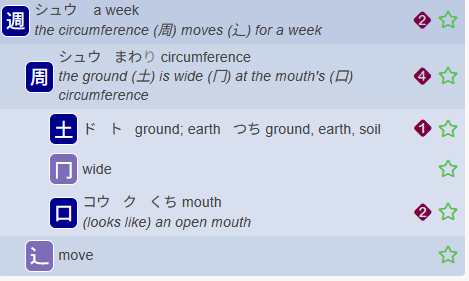 週 シュウ a week 2
the circumference (周) moves (辶) for a week
周 シュウ まわり circumference 4
the ground (土) is wide (冂) at the mouth's (口)
circumference
土 ド ト ground; earth つち ground, earth, soil 1
冂 wide
口 コウ ク くち mouth 2
(looks like) an open mouth
辶 move